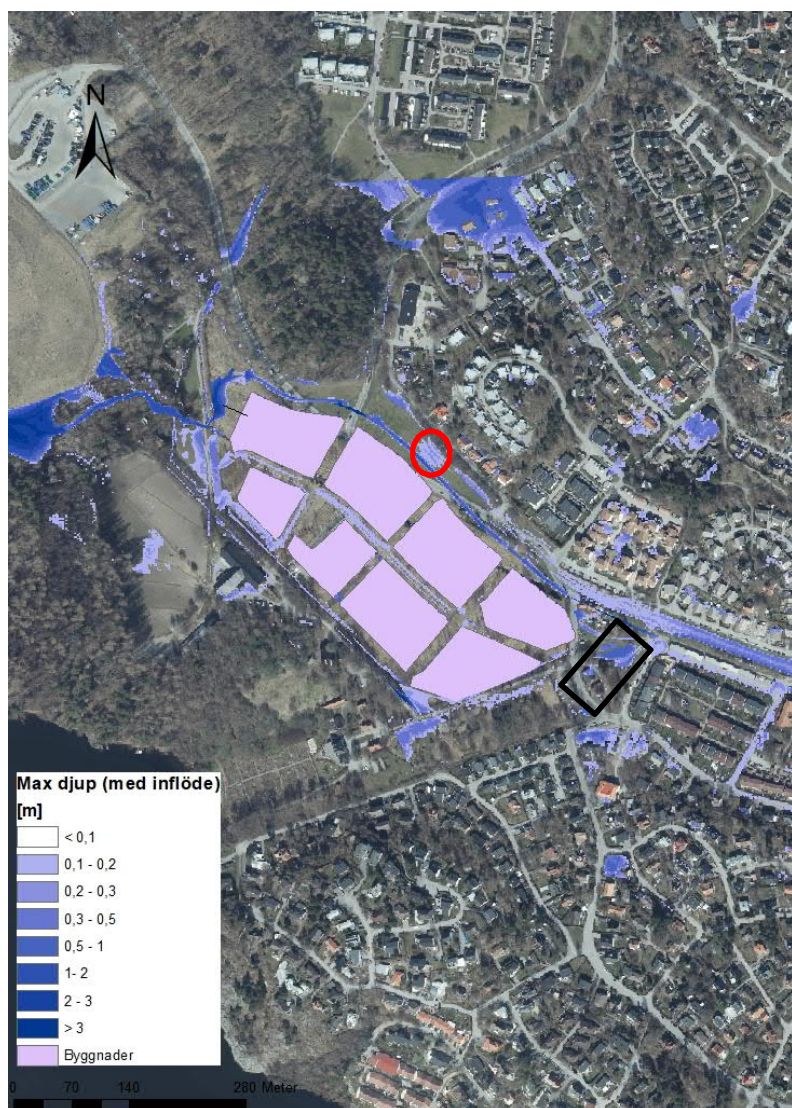 N
Max djup (med inflöde)
[m]
< 0,1
0,1 - 0,2
0,2 - 0,3
0,3 - 0,5
0,5 - 1
1- 2
2 - 3
> 3
Byggnader
0 70 140 280 Meter